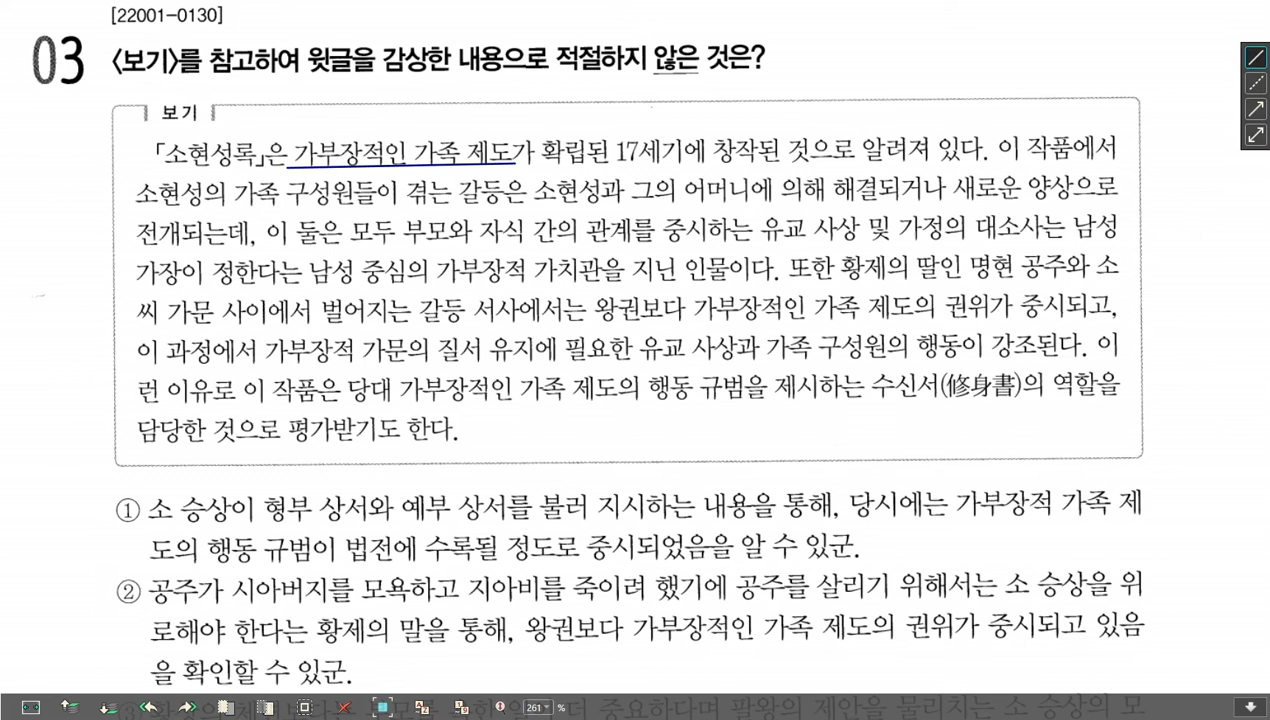 [22001-0130]
03 <보기>를 참고하여 윗글을 감상한 내용으로 적절하지 않은 것은?
보기
「소현성록」은 가부장적인 가족 제도가 확립된 17세기에 창작된 것으로 알려져 있다. 이 작품에서
소현성의 가족 구성원들이 겪는 갈등은 소현성과 그의 어머니에 의해 해결되거나 새로운 양상으로
전개되는데, 이 둘은 모두 부모와 자식 간의 관계를 중시하는 유교 사상 및 가정의 대소사는 남성
가장이 정한다는 남성 중심의 가부장적 가치관을 지닌 인물이다. 또한 황제의 딸인 명현 공주와 소
씨 가문 사이에서 벌어지는 갈등 서사에서는 왕권보다 가부장적인 가족 제도의 권위가 중시되고,
이 과정에서 가부장적 가문의 질서 유지에 필요한 유교 사상과 가족 구성원의 행동이 강조된다. 이
런 이유로 이 작품은 당대 가부장적인 가족 제도의 행동 규범을 제시하는 수신서(修身書)의 역할을
담당한 것으로 평가받기도 한다.
① 소 승상이 형부 상서와 예부 상서를 불러 지시하는 내용을 통해, 당시에는 가부장적 가족 제
도의 행동 규범이 법전에 수록될 정도로 중시되었음을 알 수 있군.
② 공주가 시아버지를 모욕하고 지아비를 죽이려 했기에 공주를 살리기 위해서는 소 승상을 위
로해야 한다는 황제의 말을 통해, 왕권보다 가부장적인 가족 제도의 권위가 중시되고 있음
을 확인할 수 있군.
261 %